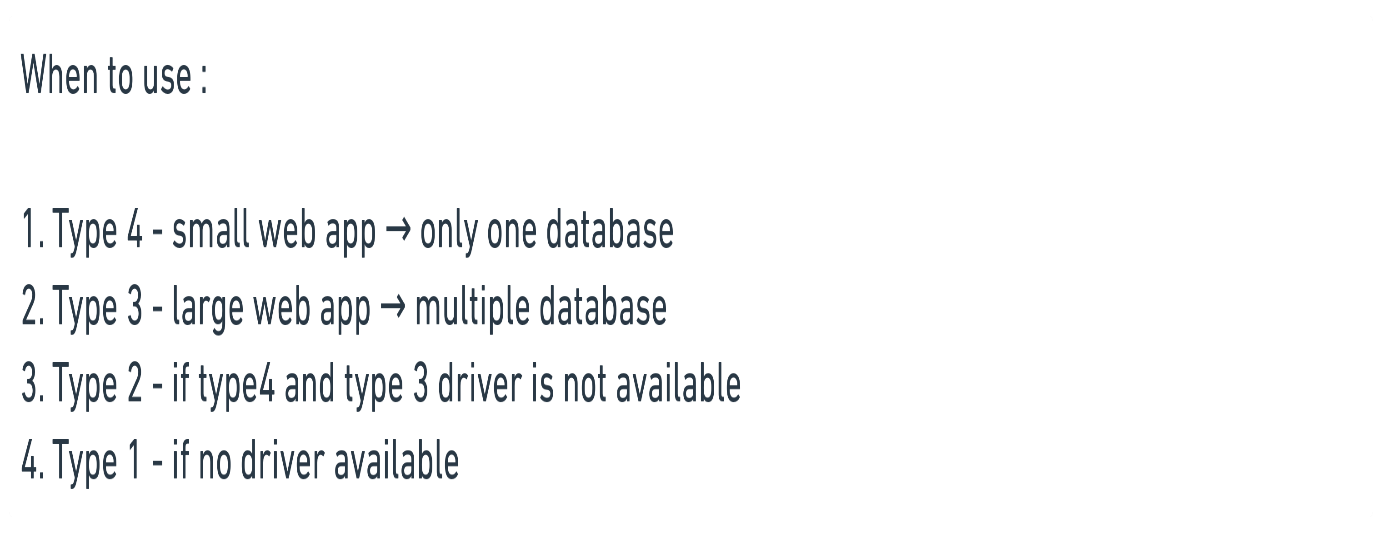 When to use :
1. Type 4 - small web app → only one database
2. Type 3 - large web app → multiple database
3. Type 2 - if type4 and type 3 driver is not available
4. Type 1 - if no driver available